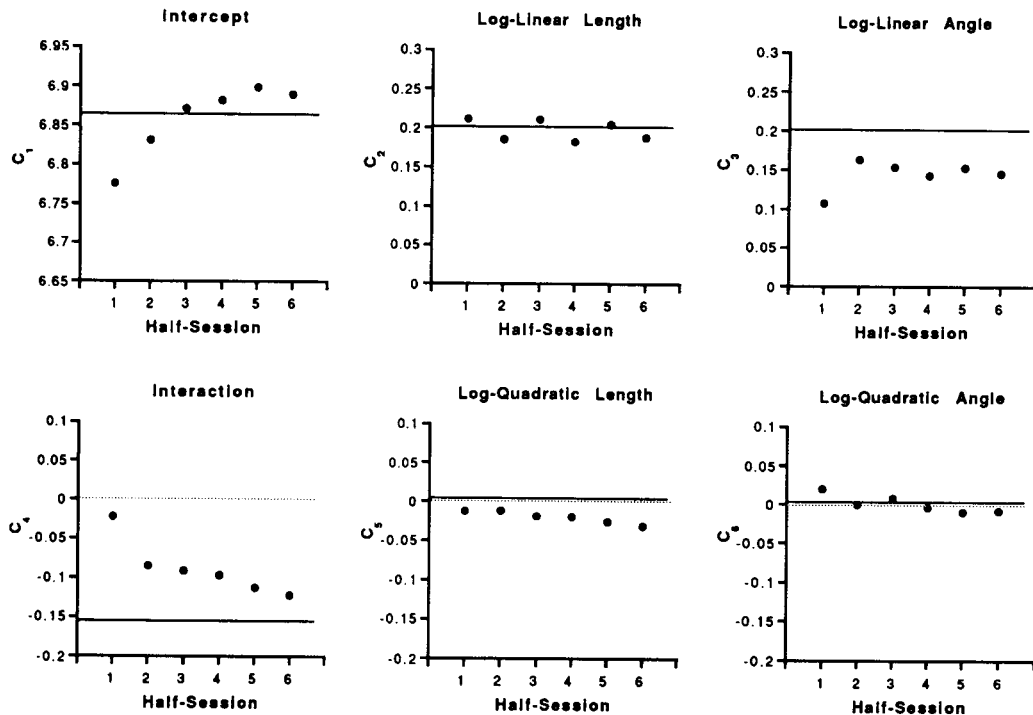 Intercept
6.95
6.9
6.85
6.8
6.75
6.7
6.65
C1
1 2 3 4 5 6
Half-Session
Log-Linear Length
0.3
0.25
0.2
0.15
0.1
0.05
0
C2
1 2 3 4 5 6
Half-Session
Log-Linear Angle
0.3
0.25
0.2
0.15
0.1
0.05
0
C3
1 2 3 4 5 6
Half-Session
Interaction
0.1
0.05
0
-0.05
-0.1
-0.15
-0.2
C4
1 2 3 4 5 6
Half-Session
Log-Quadratic Length
0.1
0.05
0
-0.05
-0.1
-0.15
-0.2
C5
1 2 3 4 5 6
Half-Session
Log-Quadratic Angle
0.1
0.05
0
-0.05
-0.1
-0.15
-0.2
C6
1 2 3 4 5 6
Half-Session